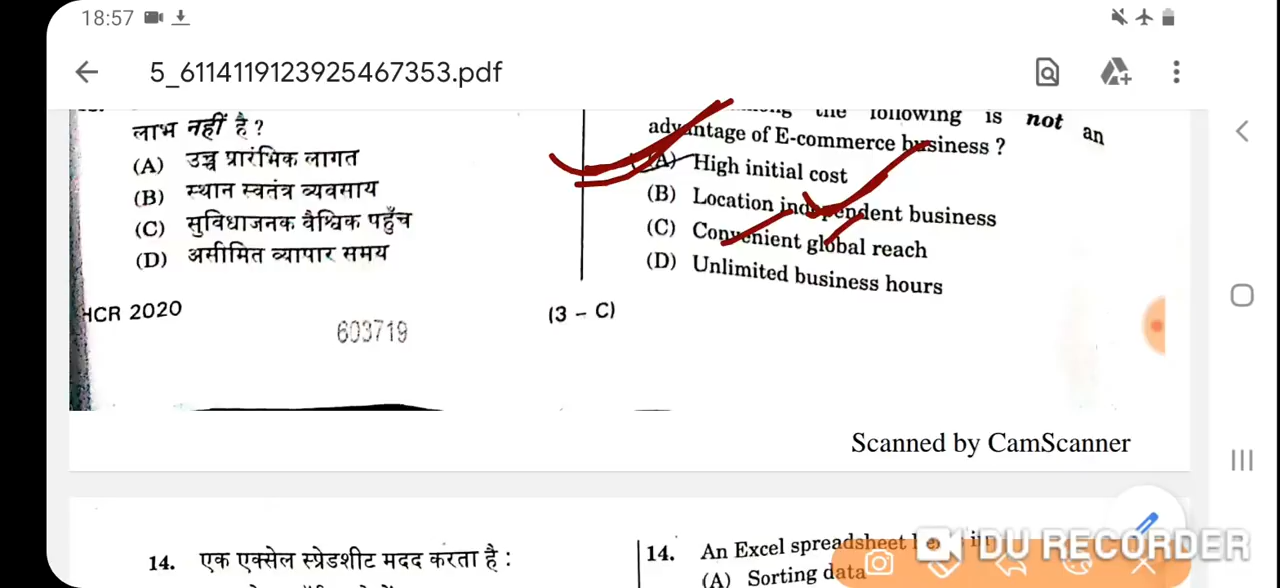 18:57
5_6114119123925467353.pdf
लाभ नहीं है ?
(A) उच्च प्रारंभिक लागत
(B) स्थान स्वतंत्र व्यवसाय
(C) सुविधाजनक वैश्विक पहुँच
(D) असीमित व्यापार समय
HCR 2020
603719
(3 – C)
the following is not an
advantage of E-commerce business ?
(A) High initial cost
(B) Location independent business
(C) Convenient global reach
(D) Unlimited business hours
Scanned by CamScanner
14. एक एक्सेल स्प्रेडशीट मदद करता है :
14. An Excel spreadsheet
(A) Sorting data
DU RECORDER